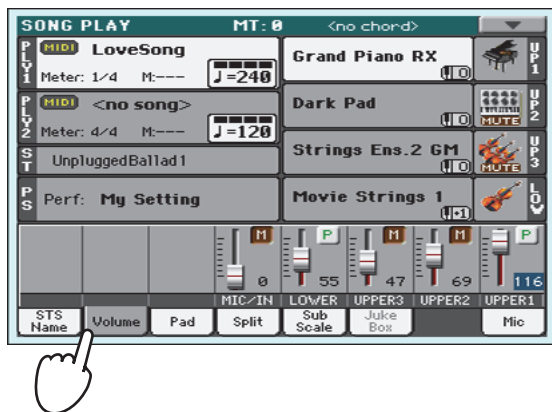 SONG PLAY MT: 0 <no chord>
PLY1 MIDI LoveSong
Meter: 1/4 M:--- ♩=240
PLY2 MIDI <no song>
Meter: 4/4 M:--- ♩=120
ST UnpluggedBallad1
PS Perf: My Setting
Grand Piano RX 0 UP1
Dark Pad 0 MUTE UP2
Strings Ens.2 GM 0 MUTE UP3
Movie Strings 1 +1 LOW
M P M M P
0 55 47 69 116
MIC/IN LOWER UPPER3 UPPER2 UPPER1
STS Name Volume Pad Split Sub Scale Juke Box Mic